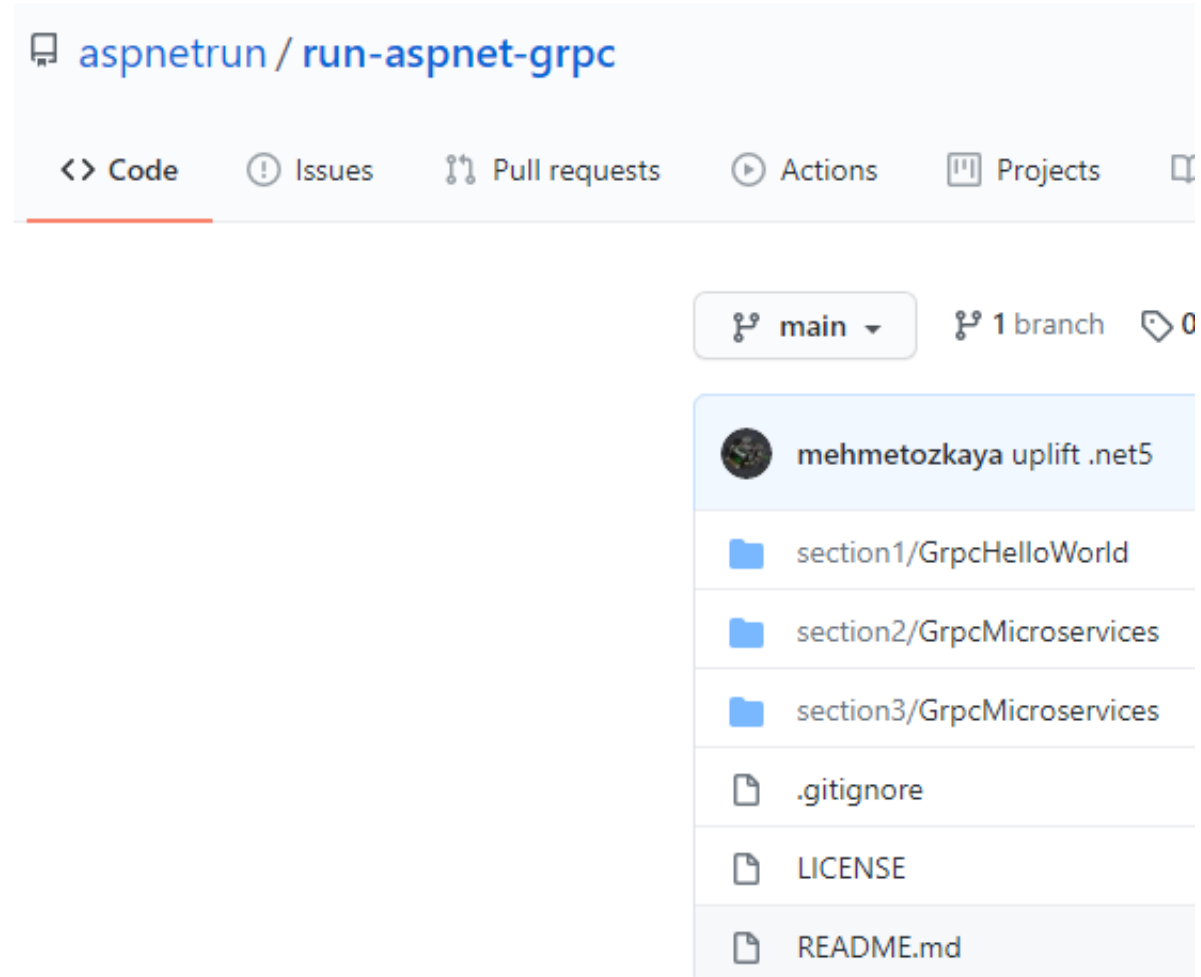 aspnetrun / run-aspnet-grpc
<> Code Issues Pull requests Actions Projects
main 1 branch 0
mehmetozkaya uplift .net5
section1/GrpcHelloWorld
section2/GrpcMicroservices
section3/GrpcMicroservices
.gitignore
LICENSE
README.md